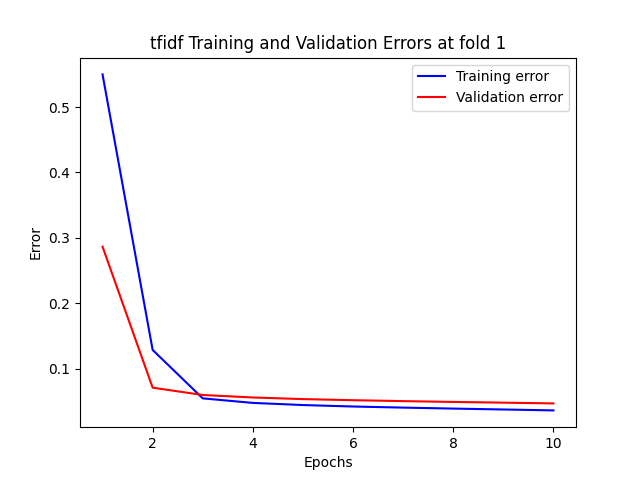 tfidf Training and Validation Errors at fold 1
Training error
Validation error
Error
0.5
0.4
0.3
0.2
0.1
2
4
6
8
10
Epochs